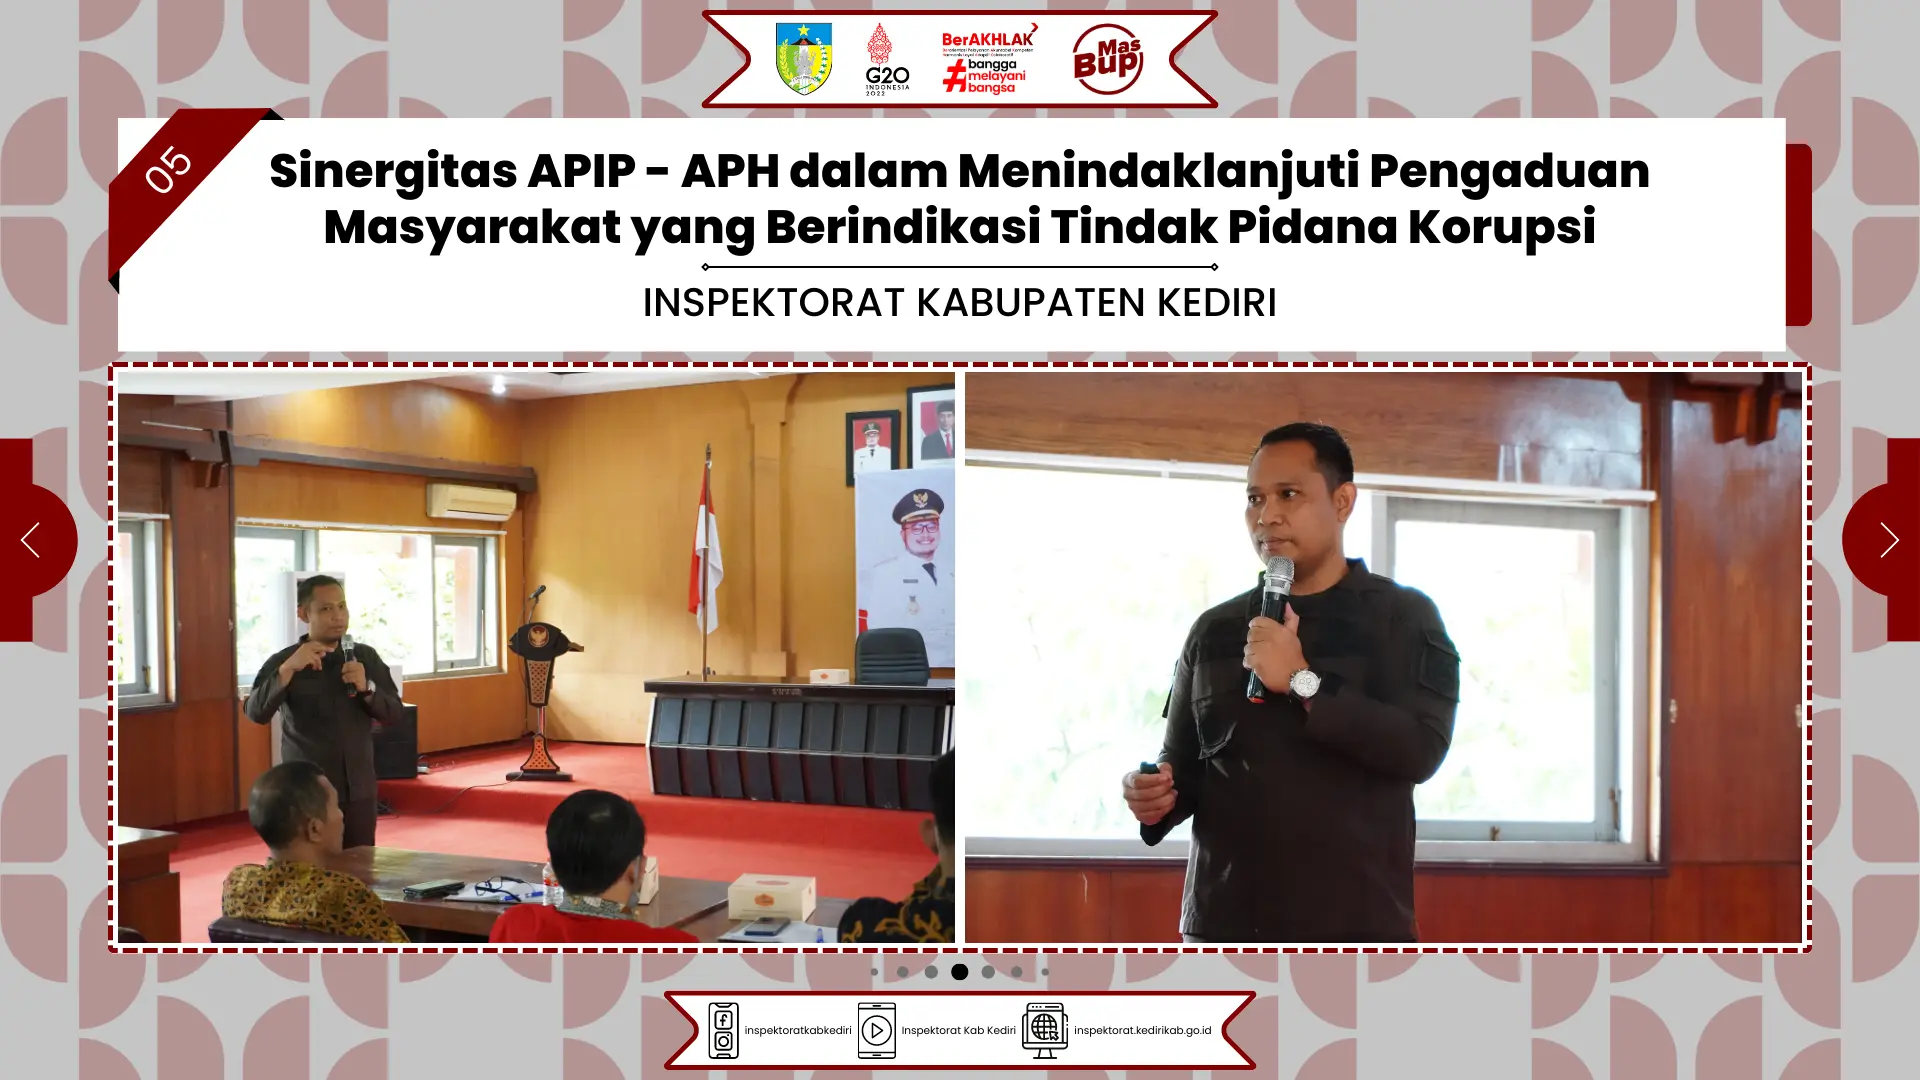 G20
INDONESIA
2022
BerAKHLAK
#bangga
melayani
bangsa
Mas
Bup
05
Sinergitas APIP - APH dalam Menindaklanjuti Pengaduan
Masyarakat yang Berindikasi Tindak Pidana Korupsi
INSPEKTORAT KABUPATEN KEDIRI
inspektoratkabkediri
Inspektorat Kab Kediri
inspektorat.kedirikab.go.id